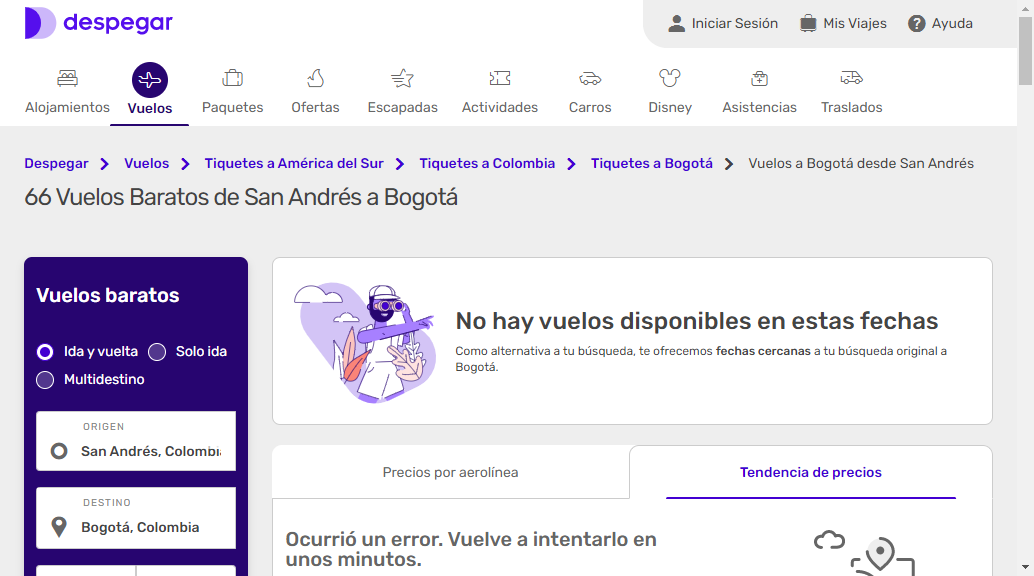 despegar
Iniciar Sesión Mis Viajes Ayuda
Alojamientos Vuelos Paquetes Ofertas Escapadas Actividades Carros Disney Asistencias Traslados
Despegar Vuelos Tiquetes a América del Sur Tiquetes a Colombia Tiquetes a Bogotá Vuelos a Bogotá desde San Andrés
66 Vuelos Baratos de San Andrés a Bogotá
Vuelos baratos
Ida y vuelta Solo ida
Multidestino
ORIGEN
San Andrés, Colombi
DESTINO
Bogotá, Colombia
No hay vuelos disponibles en estas fechas
Como alternativa a tu búsqueda, te ofrecemos fechas cercanas a tu búsqueda original a
Bogotá.
Precios por aerolínea Tendencia de precios
Ocurrió un error. Vuelve a intentarlo en
unos minutos.